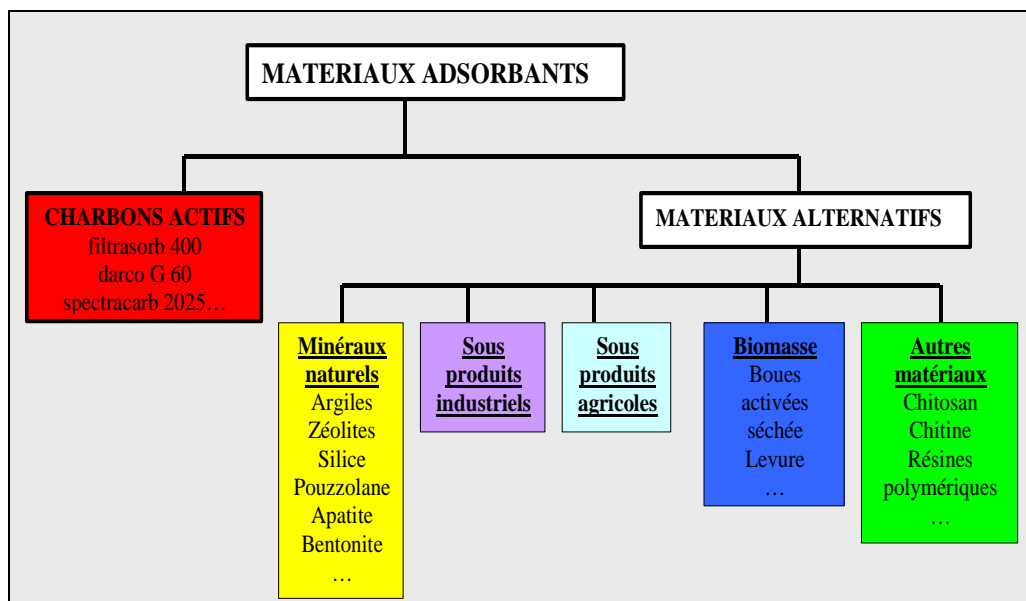 MATERIAUX ADSORBANTS
CHARBONS ACTIFS
filtrasorb 400
darco G 60
spectracarb 2025…
MATERIAUX ALTERNATIFS
Minéraux
naturels
Argiles
Zéolites
Silice
Pouzzolane
Apatite
Bentonite
…
Sous
produits
industriels
Sous
produits
agricoles
Biomasse
Boues
activées
séchée
Levure
…
Autres
matériaux
Chitosan
Chitine
Résines
polymériques
…